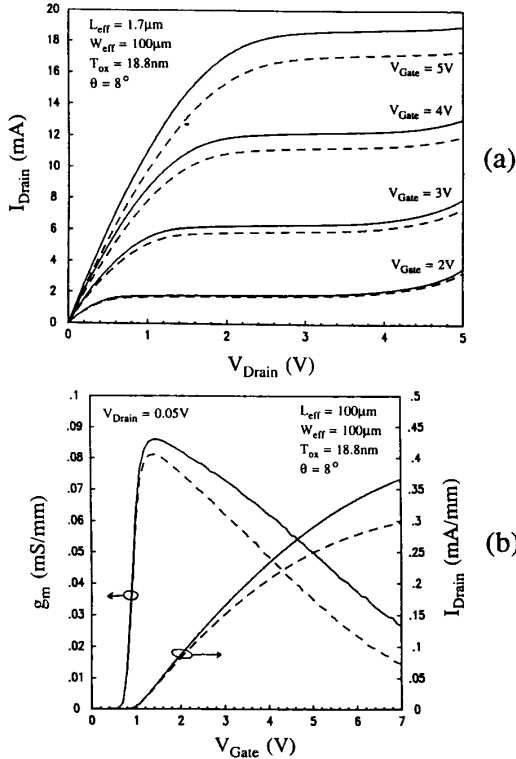 20
18
16
14
12
10
8
6
4
2
0
I_Drain (mA)
L_eff = 1.7μm
W_eff = 100μm
T_ox = 18.8nm
θ = 8°
V_Gate = 5V
V_Gate = 4V
V_Gate = 3V
V_Gate = 2V
(a)
0 1 2 3 4 5
V_Drain (V)
.1
.09
.08
.07
.06
.05
.04
.03
.02
.01
0
g_m (mS/mm)
V_Drain = 0.05V
L_eff = 100μm
W_eff = 100μm
T_ox = 18.8nm
θ = 8°
.5
.45
.4
.35
.3
.25
.2
.15
.1
.05
0
I_Drain (mA/mm)
(b)
0 1 2 3 4 5 6 7
V_Gate (V)